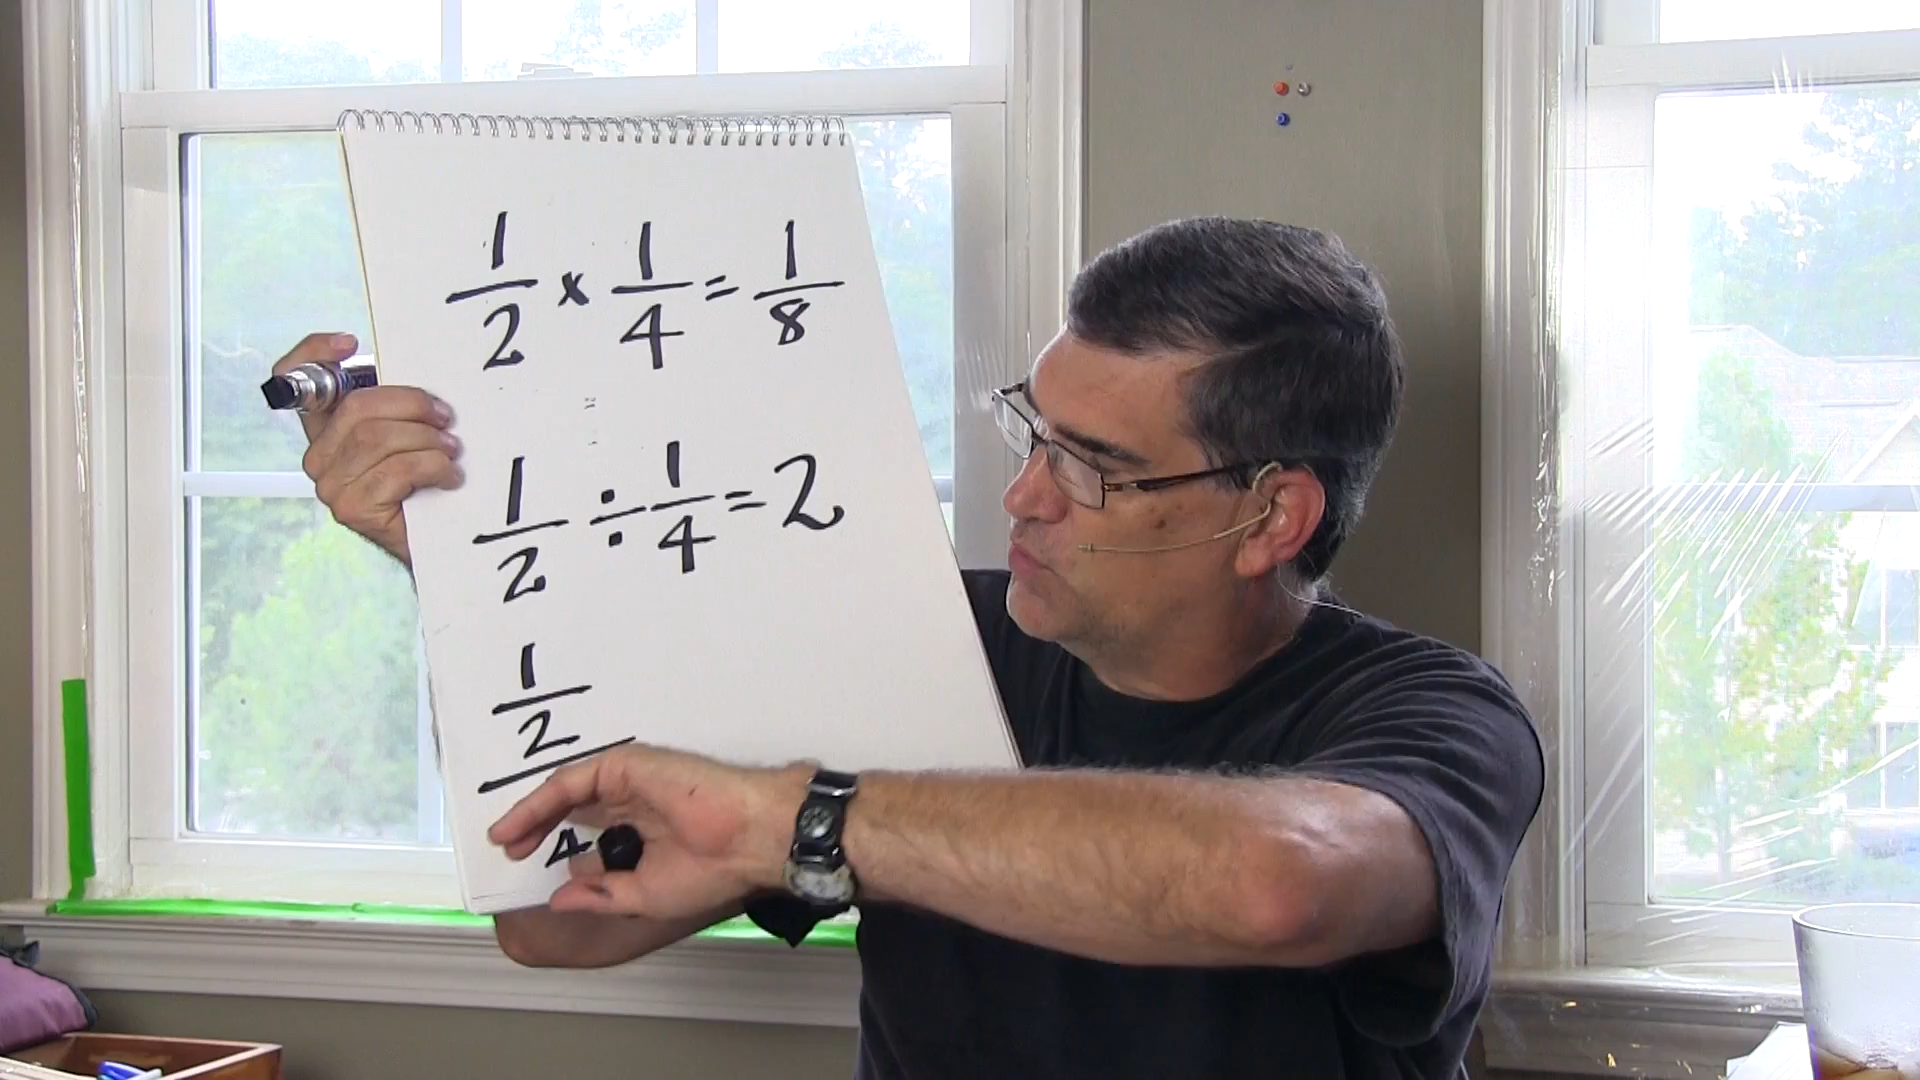 1/2 × 1/4 = 1/8
1/2 ÷ 1/4 = 2
1
2
4